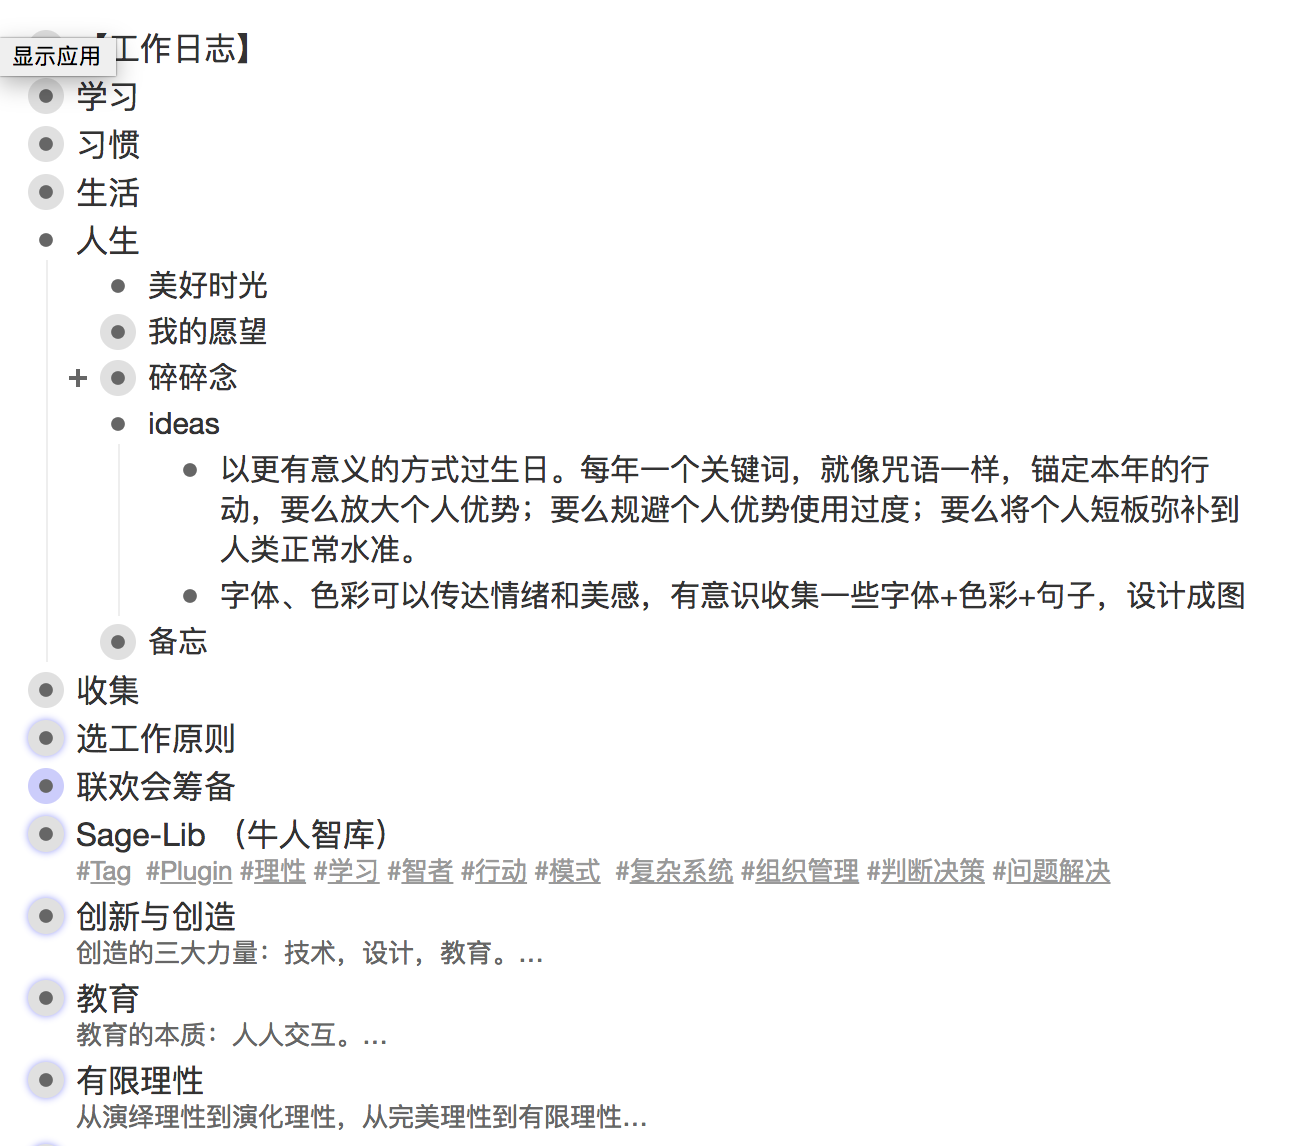 【工作日志】
显示应用
学习
习惯
生活
人生
美好时光
我的愿望
碎碎念
ideas
以更有意义的方式过生日。每年一个关键词，就像咒语一样，锚定本年的行
动，要么放大个人优势；要么规避个人优势使用过度；要么将个人短板弥补到
人类正常水准。
字体、色彩可以传达情绪和美感，有意识收集一些字体+色彩+句子，设计成图
备忘
收集
选工作原则
联欢会筹备
Sage-Lib （牛人智库）
#Tag #Plugin #理性 #学习 #智者 #行动 #模式 #复杂系统 #组织管理 #判断决策 #问题解决
创新与创造
创造的三大力量：技术，设计，教育。...
教育
教育的本质：人人交互。...
有限理性
从演绎理性到演化理性，从完美理性到有限理性...